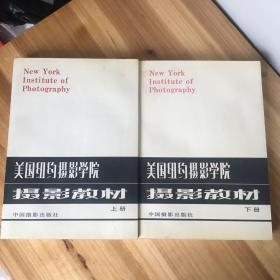 New York
Institute of
Photography
美国纽约摄影学院
摄影教材
上册
中国摄影出版社
New York
Institute of
Photography
美国纽约摄影学院
摄影教材
下册
中国摄影出版社